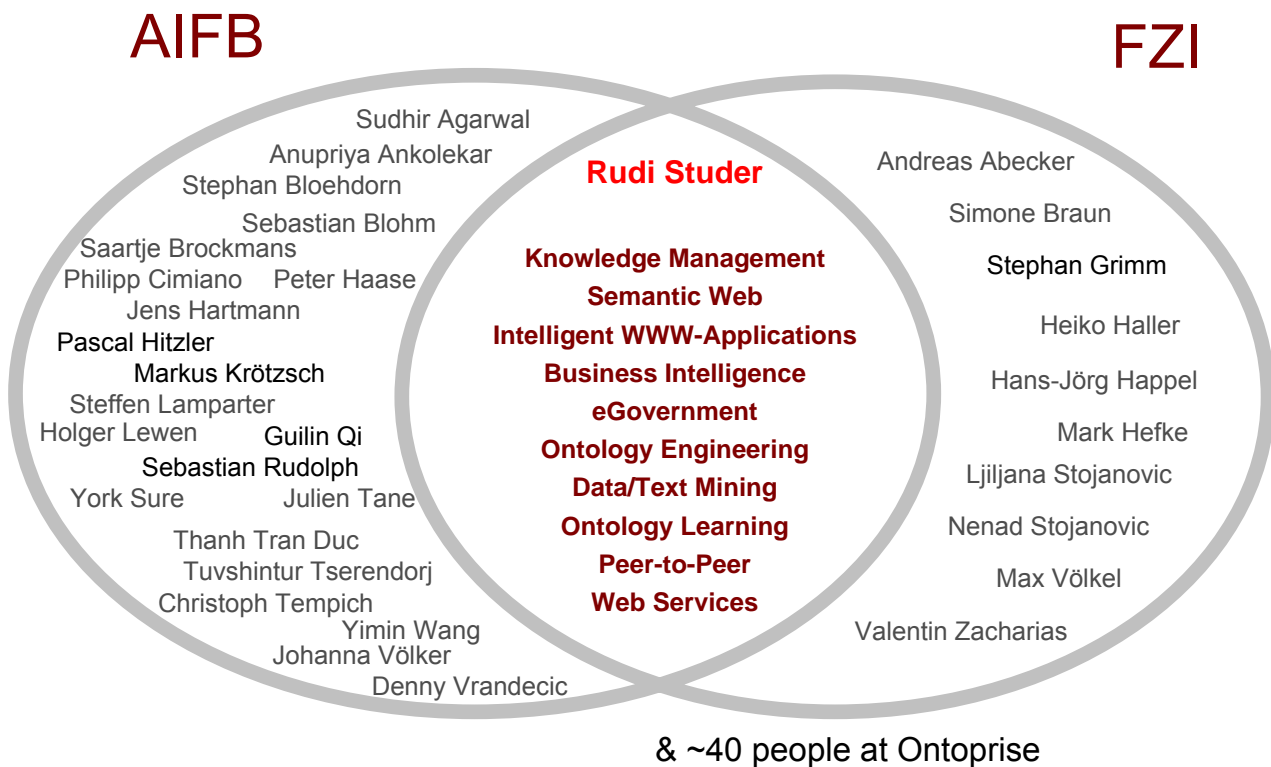 AIFB
FZI
Sudhir Agarwal
Anupriya Ankolekar
Stephan Bloehdorn
Sebastian Blohm
Saartje Brockmans
Philipp Cimiano Peter Haase
Jens Hartmann
Pascal Hitzler
Markus Krötzsch
Steffen Lamparter
Holger Lewen Guilin Qi
Sebastian Rudolph
York Sure Julien Tane
Thanh Tran Duc
Tuvshintur Tserendorj
Christoph Tempich
Yimin Wang
Johanna Völker
Denny Vrandecic
Rudi Studer
Knowledge Management
Semantic Web
Intelligent WWW-Applications
Business Intelligence
eGovernment
Ontology Engineering
Data/Text Mining
Ontology Learning
Peer-to-Peer
Web Services
Andreas Abecker
Simone Braun
Stephan Grimm
Heiko Haller
Hans-Jörg Happel
Mark Hefke
Ljiljana Stojanovic
Nenad Stojanovic
Max Völkel
Valentin Zacharias
& ~40 people at Ontoprise